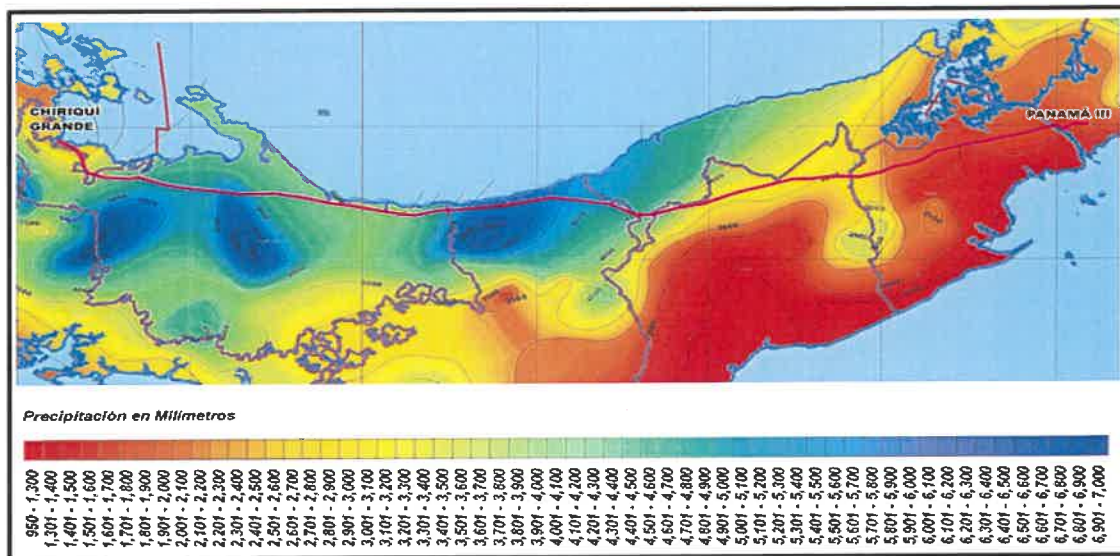 CHIRIQUÍ
GRANDE
PANAMÁ III
Precipitación en Milímetros
950 - 1,300
1,301 - 1,400
1,401 - 1,500
1,501 - 1,600
1,601 - 1,700
1,701 - 1,800
1,801 - 1,900
1,901 - 2,000
2,001 - 2,100
2,101 - 2,200
2,201 - 2,300
2,301 - 2,400
2,401 - 2,500
2,501 - 2,600
2,601 - 2,700
2,701 - 2,800
2,801 - 2,900
2,901 - 3,000
3,001 - 3,100
3,101 - 3,200
3,201 - 3,300
3,301 - 3,400
3,401 - 3,500
3,501 - 3,600
3,601 - 3,700
3,701 - 3,800
3,801 - 3,900
3,901 - 4,000
4,001 - 4,100
4,101 - 4,200
4,201 - 4,300
4,301 - 4,400
4,401 - 4,500
4,501 - 4,600
4,601 - 4,700
4,701 - 4,800
4,801 - 4,900
4,901 - 5,000
5,001 - 5,100
5,101 - 5,200
5,201 - 5,300
5,301 - 5,400
5,401 - 5,500
5,501 - 5,600
5,601 - 5,700
5,701 - 5,800
5,801 - 5,900
5,901 - 6,000
6,001 - 6,100
6,101 - 6,200
6,201 - 6,300
6,301 - 6,400
6,401 - 6,500
6,501 - 6,600
6,601 - 6,700
6,701 - 6,800
6,801 - 6,900
6,901 - 7,000